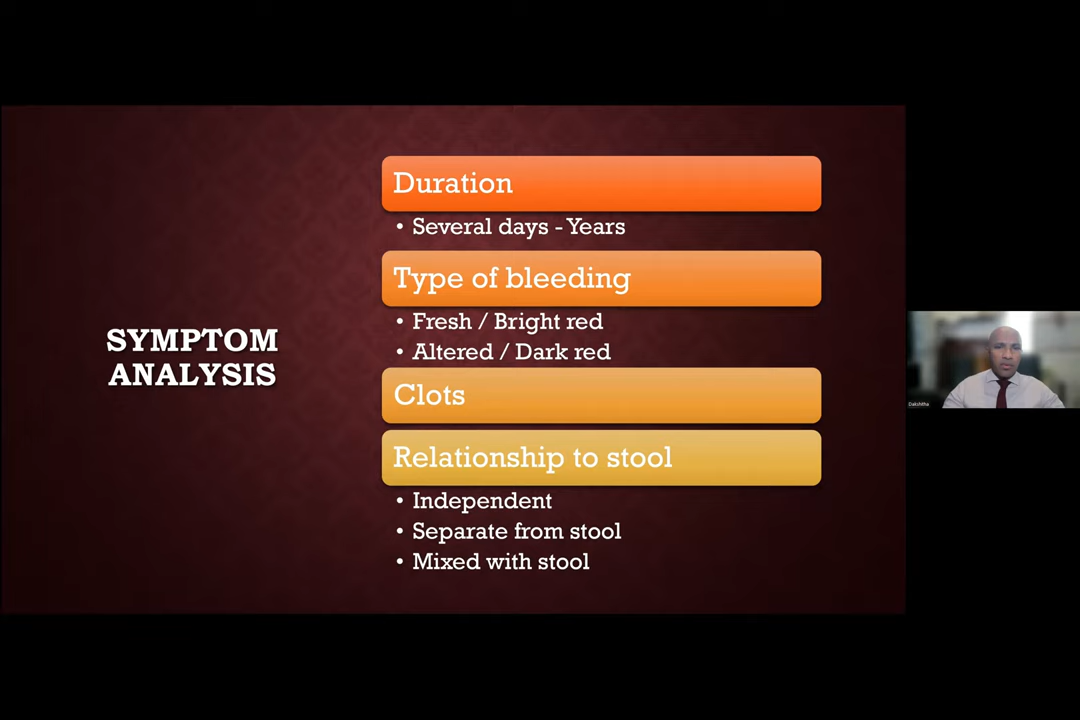 SYMPTOM
ANALYSIS
Duration
• Several days - Years
Type of bleeding
• Fresh / Bright red
• Altered / Dark red
Clots
Relationship to stool
• Independent
• Separate from stool
• Mixed with stool
Dakshitha